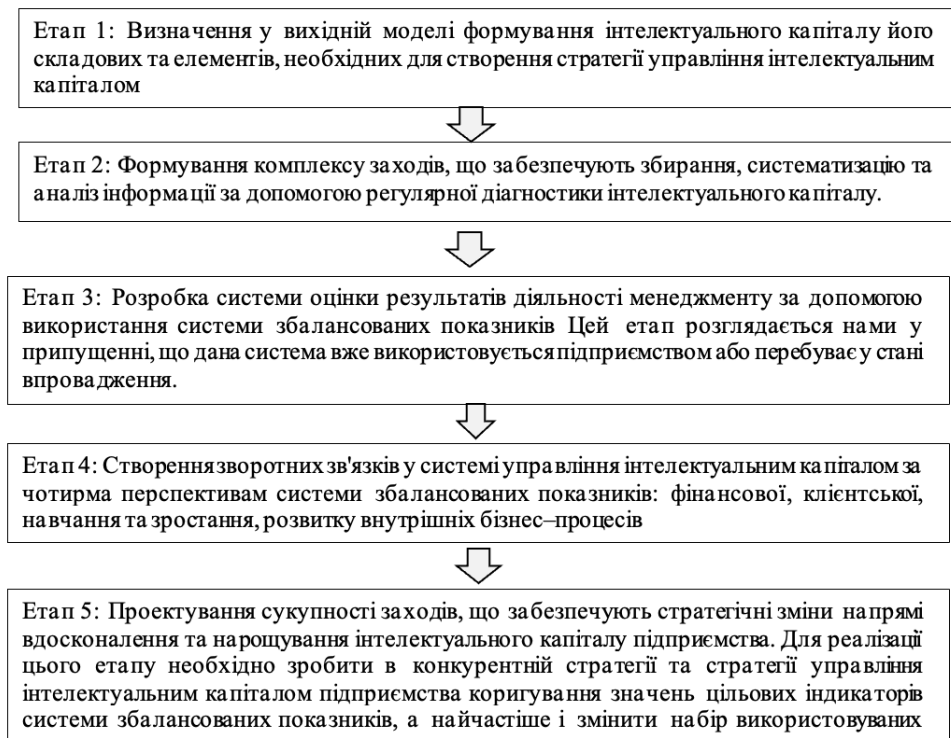 Етап 1: Визначення у вихідній моделі формування інтелектуального капіталу його
складових та елементів, необхідних для створення стратегії управління інтелектуальним
капіталом
Етап 2: Формування комплексу заходів, що забезпечують збирання, систематизацію та
аналіз інформації за допомогою регулярної діагностики інтелектуального капіталу.
Етап 3: Розробка системи оцінки результатів діяльності менеджменту за допомогою
використання системи збалансованих показників Цей етап розглядається нами у
припущенні, що дана система вже використовується підприємством або перебуває у стані
впровадження.
Етап 4: Створення зворотних зв'язків у системі управління інтелектуальним капіталом за
чотирма перспективам системи збалансованих показників: фінансової, клієнтської,
навчання та зростання, розвитку внутрішніх бізнес–процесів
Етап 5: Проектування сукупності заходів, що забезпечують стратегічні зміни напрямі
вдосконалення та нарощування інтелектуального капіталу підприємства. Для реалізації
цього етапу необхідно зробити в конкурентній стратегії та стратегії управління
інтелектуальним капіталом підприємства коригування значень цільових індикаторів
системи збалансованих показників, а найчастіше і змінити набір використовуваних